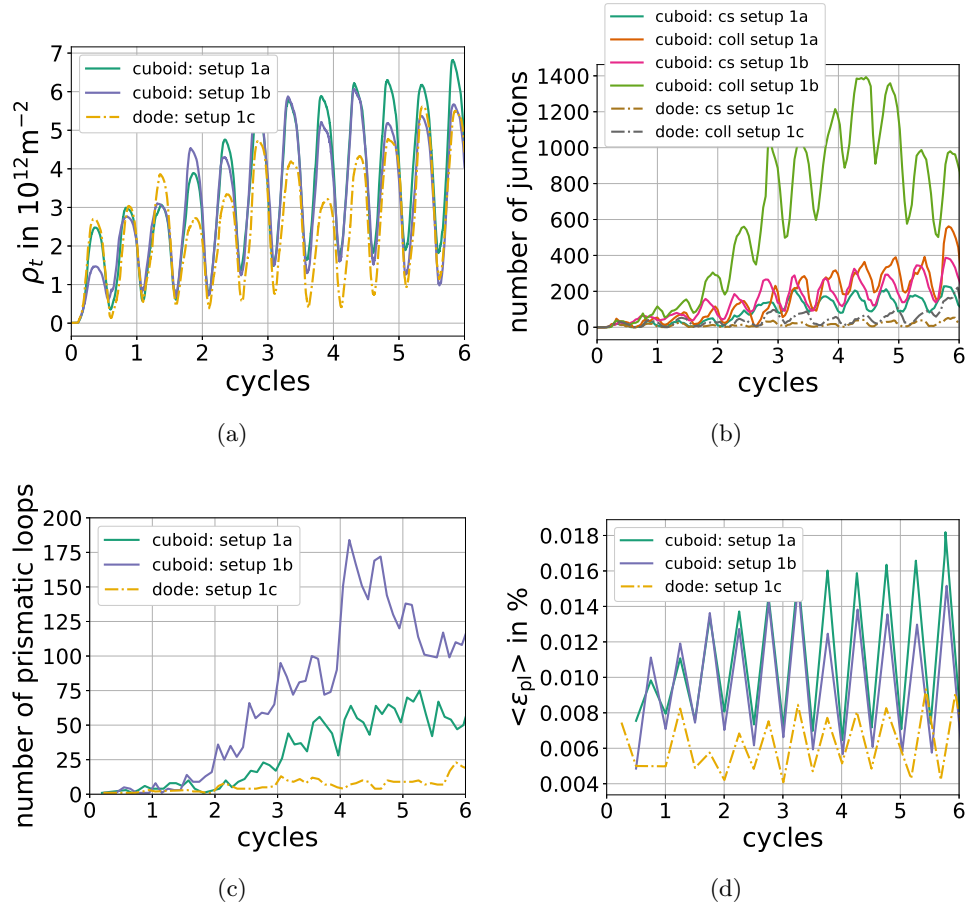 cuboid: setup 1a
cuboid: setup 1b
dode: setup 1c
ρt in 10¹²m⁻²
7
6
5
4
3
2
1
0
0 1 2 3 4 5 6
cycles
(a)
cuboid: cs setup 1a
cuboid: coll setup 1a
cuboid: cs setup 1b
cuboid: coll setup 1b
dode: cs setup 1c
dode: coll setup 1c
number of junctions
1400
1200
1000
800
600
400
200
0
0 1 2 3 4 5 6
cycles
(b)
cuboid: setup 1a
cuboid: setup 1b
dode: setup 1c
number of prismatic loops
200
175
150
125
100
75
50
25
0
0 1 2 3 4 5 6
cycles
(c)
cuboid: setup 1a
cuboid: setup 1b
dode: setup 1c
<εpl> in %
0.018
0.016
0.014
0.012
0.010
0.008
0.006
0.004
0 1 2 3 4 5 6
cycles
(d)